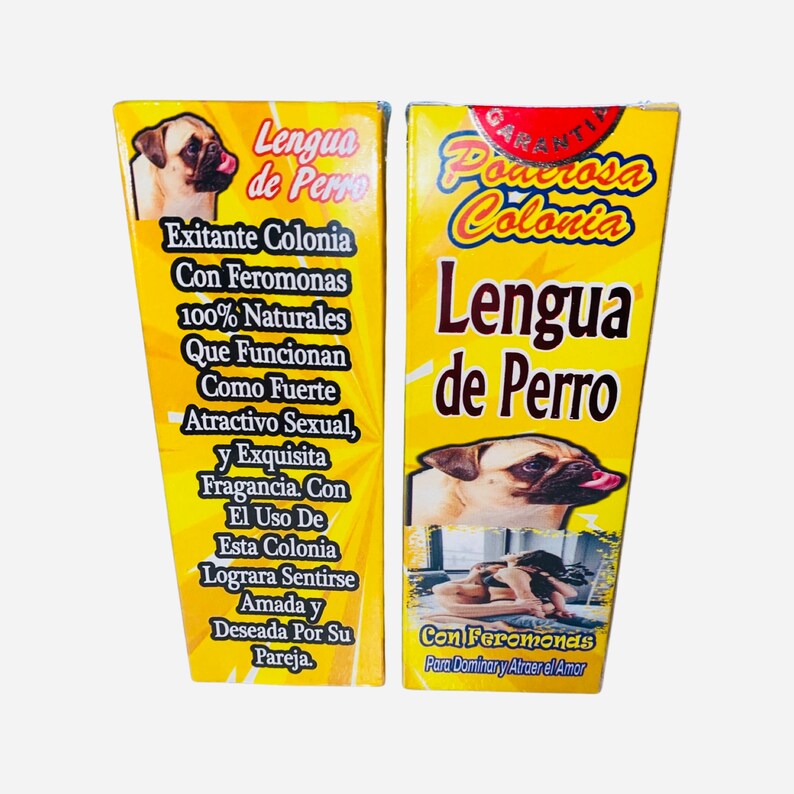 Lengua
de Perro
Exitante Colonia
Con Feromonas
100% Naturales
Que Funcionan
Como Fuerte
Atractivo Sexual,
y Exquisita
Fragancia. Con
El Uso De
Esta Colonia
Lograra Sentirse
Amada y
Deseada Por Su
Pareja.
GARANTIA
Poderosa
Colonia
Lengua
de Perro
Con Feromonas
Para Dominar y Atraer el Amor